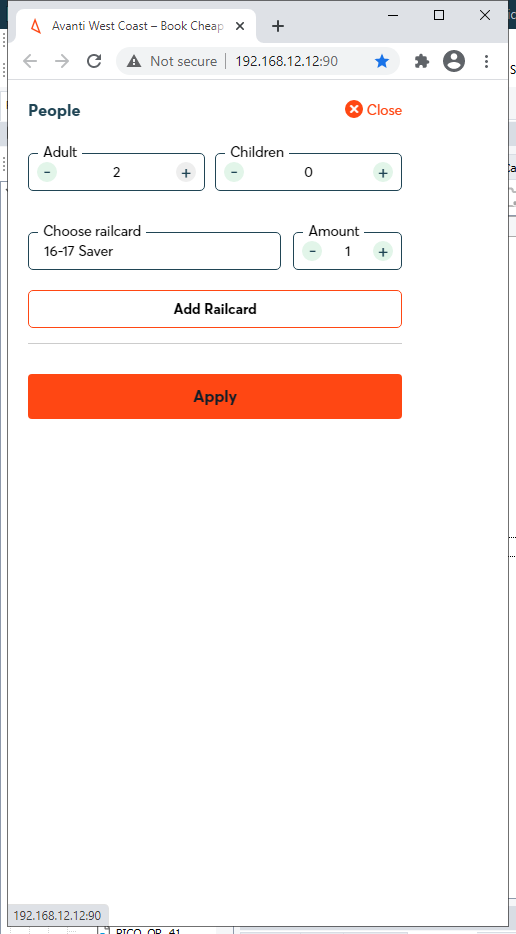 Avanti West Coast – Book Cheap
Not secure
192.168.12.12:90
People
Close
Adult
Children
- 2 +
- 0 +
Choose railcard
Amount
16-17 Saver
- 1 +
Add Railcard
Apply
192.168.12.12:90